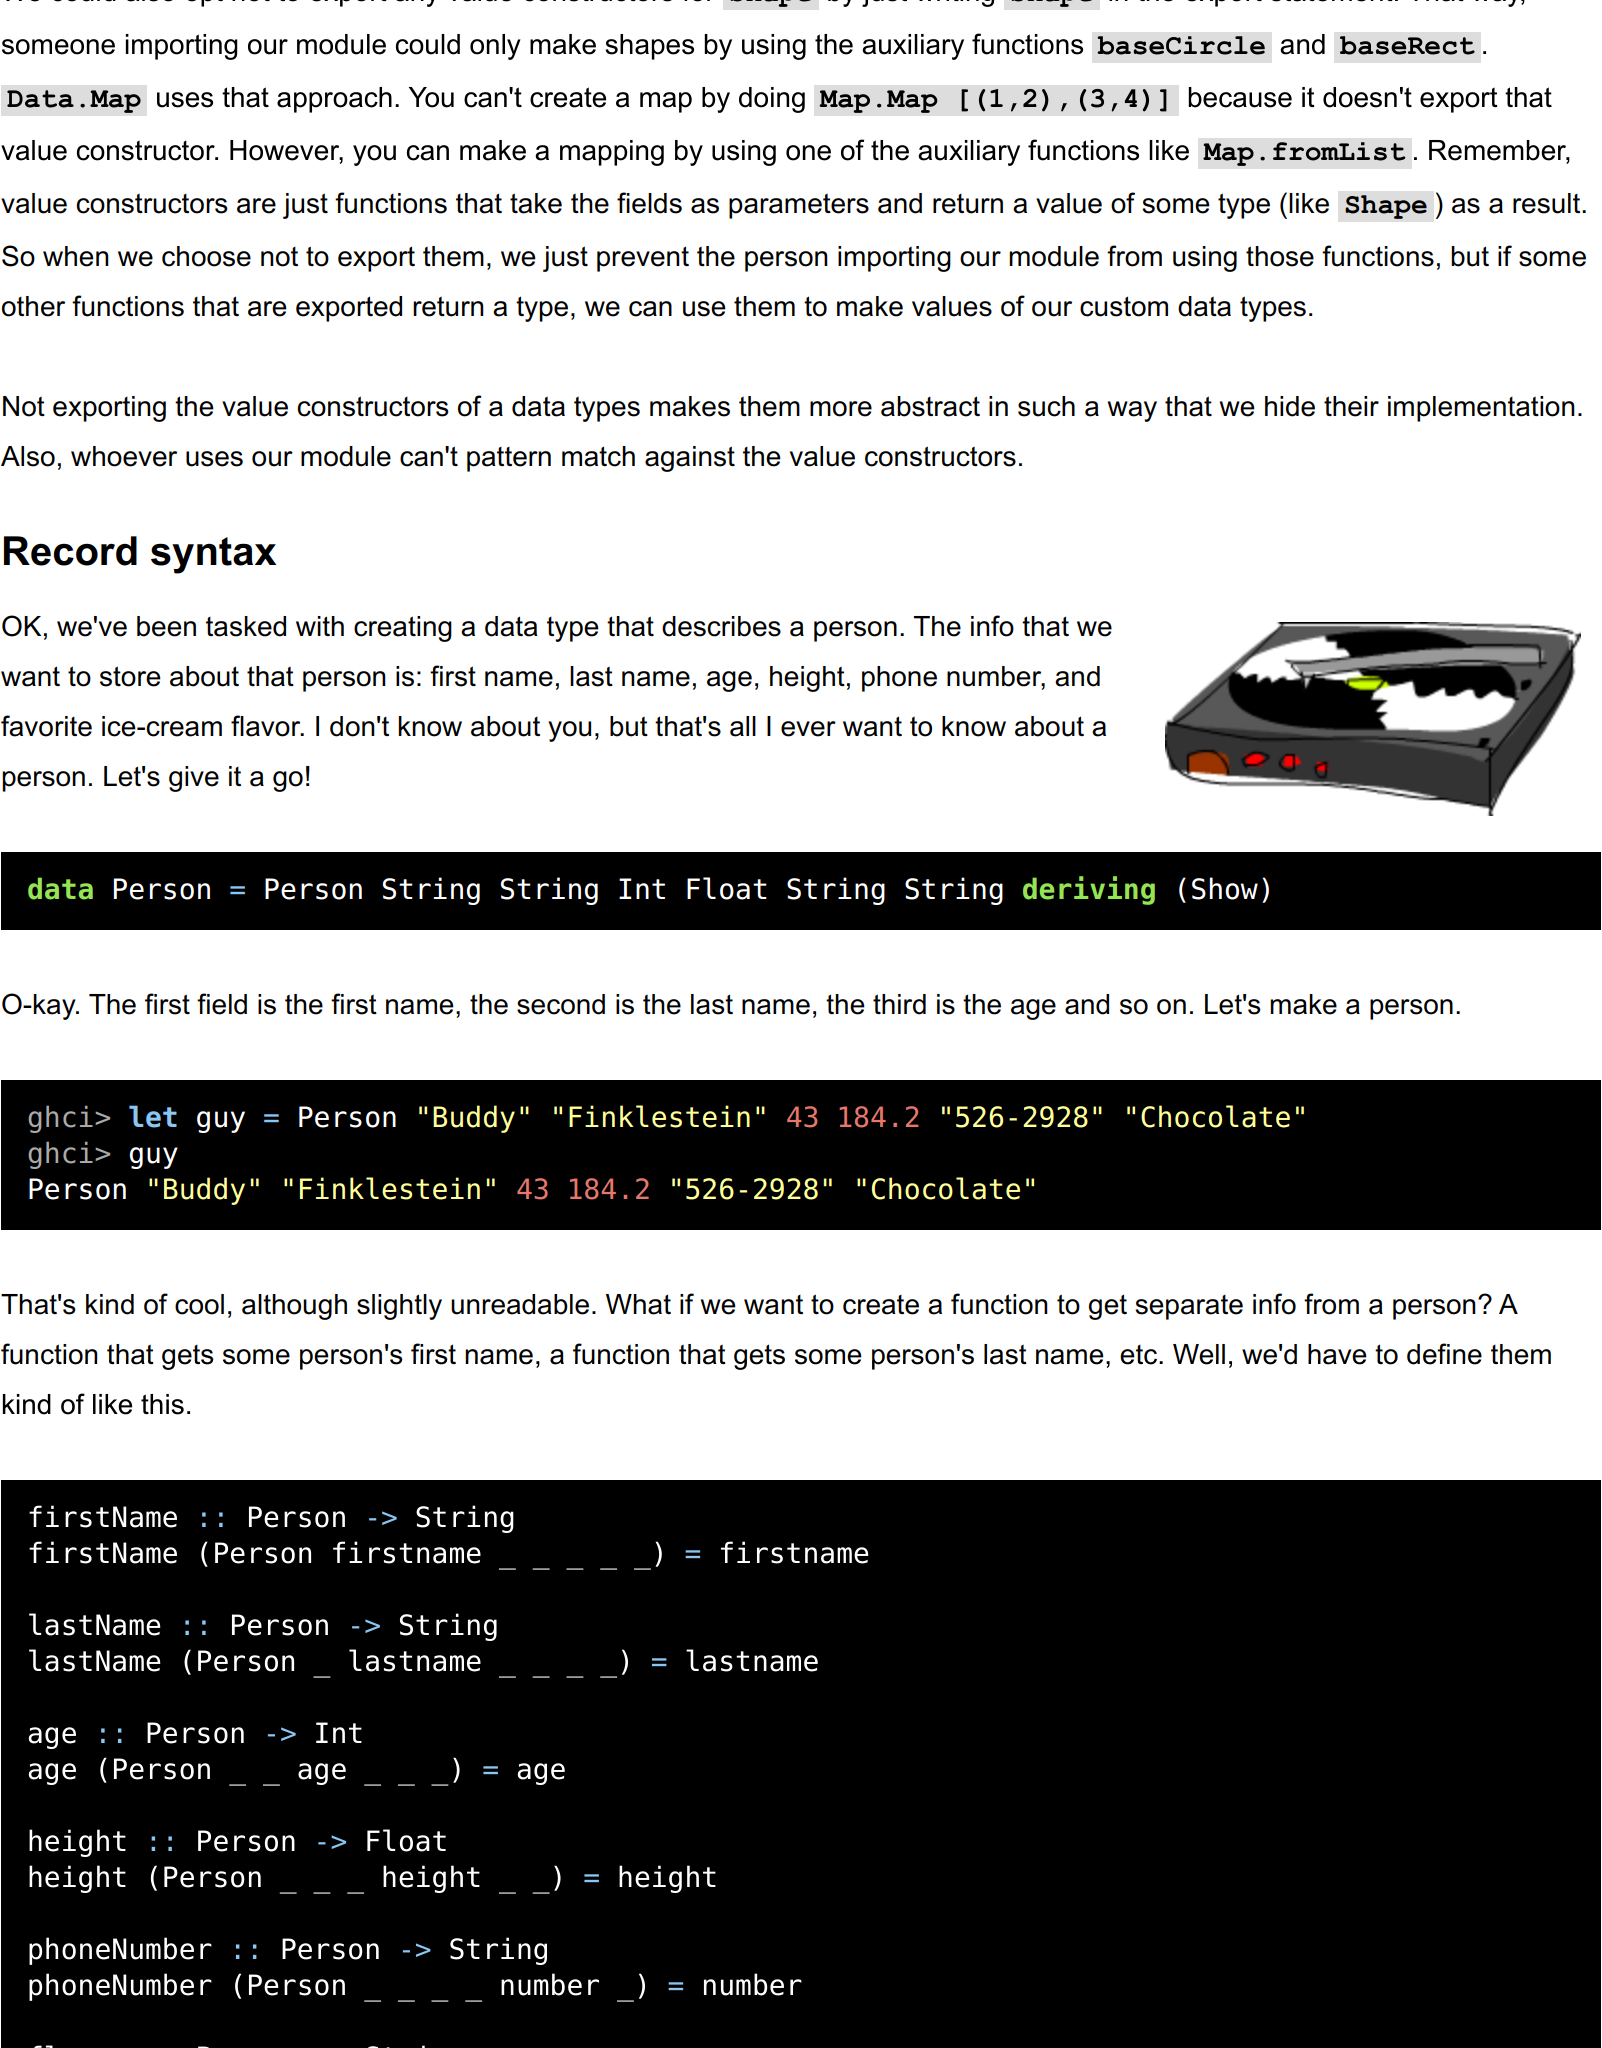 someone importing our module could only make shapes by using the auxiliary functions baseCircle and baseRect.
Data.Map uses that approach. You can't create a map by doing Map.Map [(1,2),(3,4)] because it doesn't export that
value constructor. However, you can make a mapping by using one of the auxiliary functions like Map.fromList. Remember,
value constructors are just functions that take the fields as parameters and return a value of some type (like Shape) as a result.
So when we choose not to export them, we just prevent the person importing our module from using those functions, but if some
other functions that are exported return a type, we can use them to make values of our custom data types.
Not exporting the value constructors of a data types makes them more abstract in such a way that we hide their implementation.
Also, whoever uses our module can't pattern match against the value constructors.
Record syntax
OK, we've been tasked with creating a data type that describes a person. The info that we
want to store about that person is: first name, last name, age, height, phone number, and
favorite ice-cream flavor. I don't know about you, but that's all I ever want to know about a
person. Let's give it a go!
data Person = Person String String Int Float String String deriving (Show)
O-kay. The first field is the first name, the second is the last name, the third is the age and so on. Let's make a person.
ghci> let guy = Person "Buddy" "Finklestein" 43 184.2 "526-2928" "Chocolate"
ghci> guy
Person "Buddy" "Finklestein" 43 184.2 "526-2928" "Chocolate"
That's kind of cool, although slightly unreadable. What if we want to create a function to get separate info from a person? A
function that gets some person's first name, a function that gets some person's last name, etc. Well, we'd have to define them
kind of like this.
firstName :: Person -> String
firstName (Person firstname _ _ _ _ _) = firstname
lastName :: Person -> String
lastName (Person _ lastname _ _ _ _) = lastname
age :: Person -> Int
age (Person _ _ age _ _ _) = age
height :: Person -> Float
height (Person _ _ _ height _ _) = height
phoneNumber :: Person -> String
phoneNumber (Person _ _ _ _ number _) = number